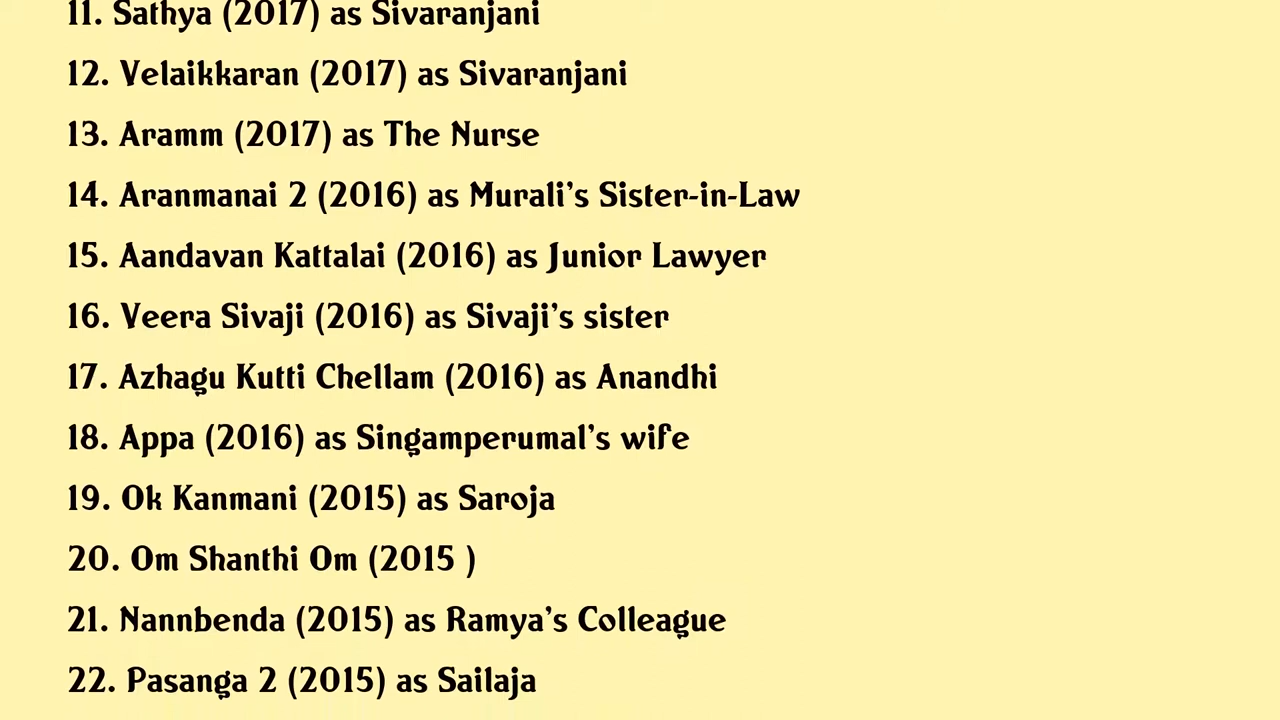 11. Sathya (2017) as Sivaranjani
12. Velaikkaran (2017) as Sivaranjani
13. Aramm (2017) as The Nurse
14. Aranmanai 2 (2016) as Murali's Sister-in-Law
15. Aandavan Kattalai (2016) as Junior Lawyer
16. Veera Sivaji (2016) as Sivaji's sister
17. Azhagu Kutti Chellam (2016) as Anandhi
18. Appa (2016) as Singamperumal's wife
19. Ok Kanmani (2015) as Saroja
20. Om Shanthi Om (2015 )
21. Nannbenda (2015) as Ramya's Colleague
22. Pasanga 2 (2015) as Sailaja